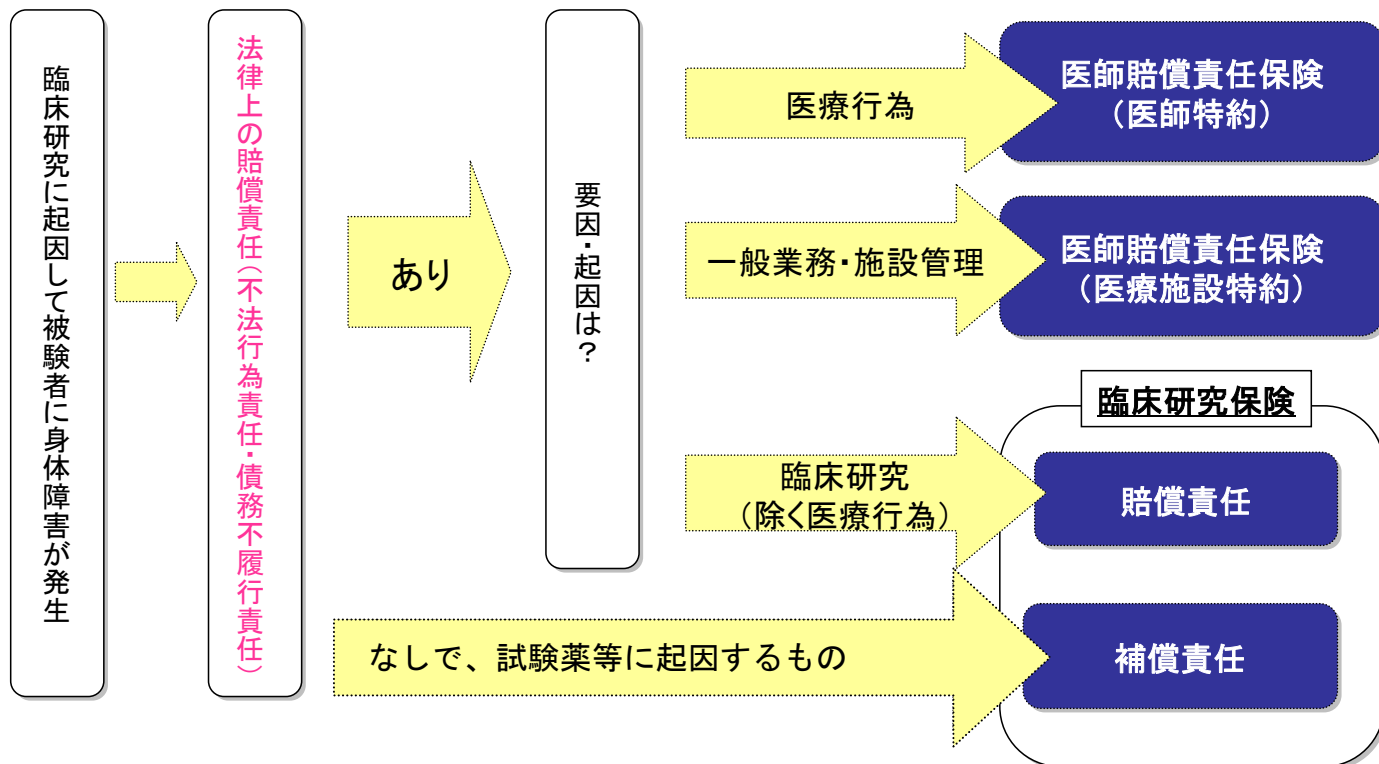 臨床研究に起因して被験者に身体障害が発生
法律上の賠償責任(不法行為責任・債務不履行責任)
あり
要因・起因は?
医療行為
医師賠償責任保険
(医師特約)
一般業務・施設管理
医師賠償責任保険
(医療施設特約)
臨床研究保険
臨床研究
(除く医療行為)
賠償責任
なしで、試験薬等に起因するもの
補償責任